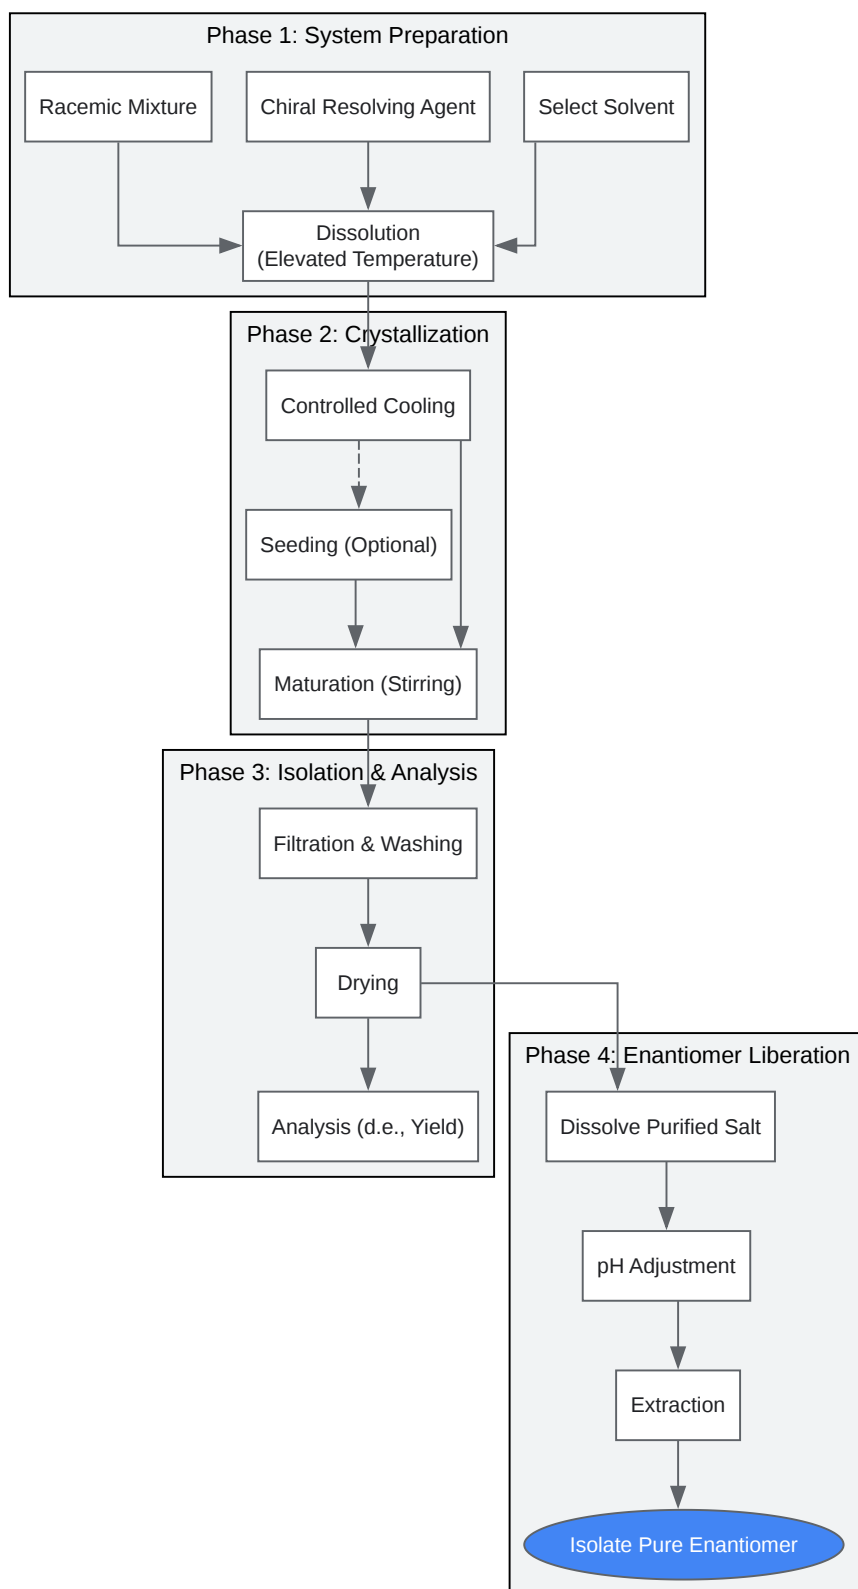 Phase 1: System Preparation
Racemic Mixture
Chiral Resolving Agent
Select Solvent
Dissolution
(Elevated Temperature)
Phase 2: Crystallization
Controlled Cooling
Seeding (Optional)
Maturation (Stirring)
Phase 3: Isolation & Analysis
Filtration & Washing
Drying
Analysis (d.e., Yield)
Phase 4: Enantiomer Liberation
Dissolve Purified Salt
pH Adjustment
Extraction
Isolate Pure Enantiomer